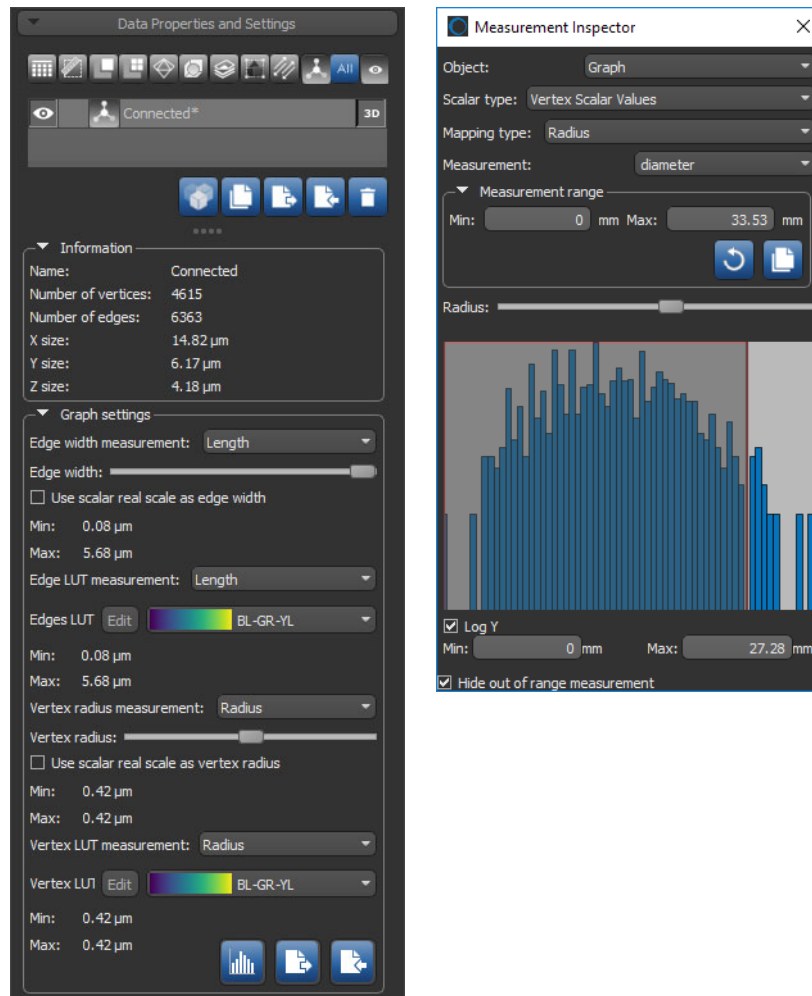 Data Properties and Settings
All
Connected*
3D
Information
Name: Connected
Number of vertices: 4615
Number of edges: 6363
X size: 14.82 µm
Y size: 6.17 µm
Z size: 4.18 µm
Graph settings
Edge width measurement: Length
Edge width:
Use scalar real scale as edge width
Min: 0.08 µm
Max: 5.68 µm
Edge LUT measurement: Length
Edges LUT Edit BL-GR-YL
Min: 0.08 µm
Max: 5.68 µm
Vertex radius measurement: Radius
Vertex radius:
Use scalar real scale as vertex radius
Min: 0.42 µm
Max: 0.42 µm
Vertex LUT measurement: Radius
Vertex LUT Edit BL-GR-YL
Min: 0.42 µm
Max: 0.42 µm
Measurement Inspector
Object: Graph
Scalar type: Vertex Scalar Values
Mapping type: Radius
Measurement: diameter
Measurement range
Min: 0 mm Max: 33.53 mm
Radius:
Log Y
Min: 0 mm Max: 27.28 mm
Hide out of range measurement